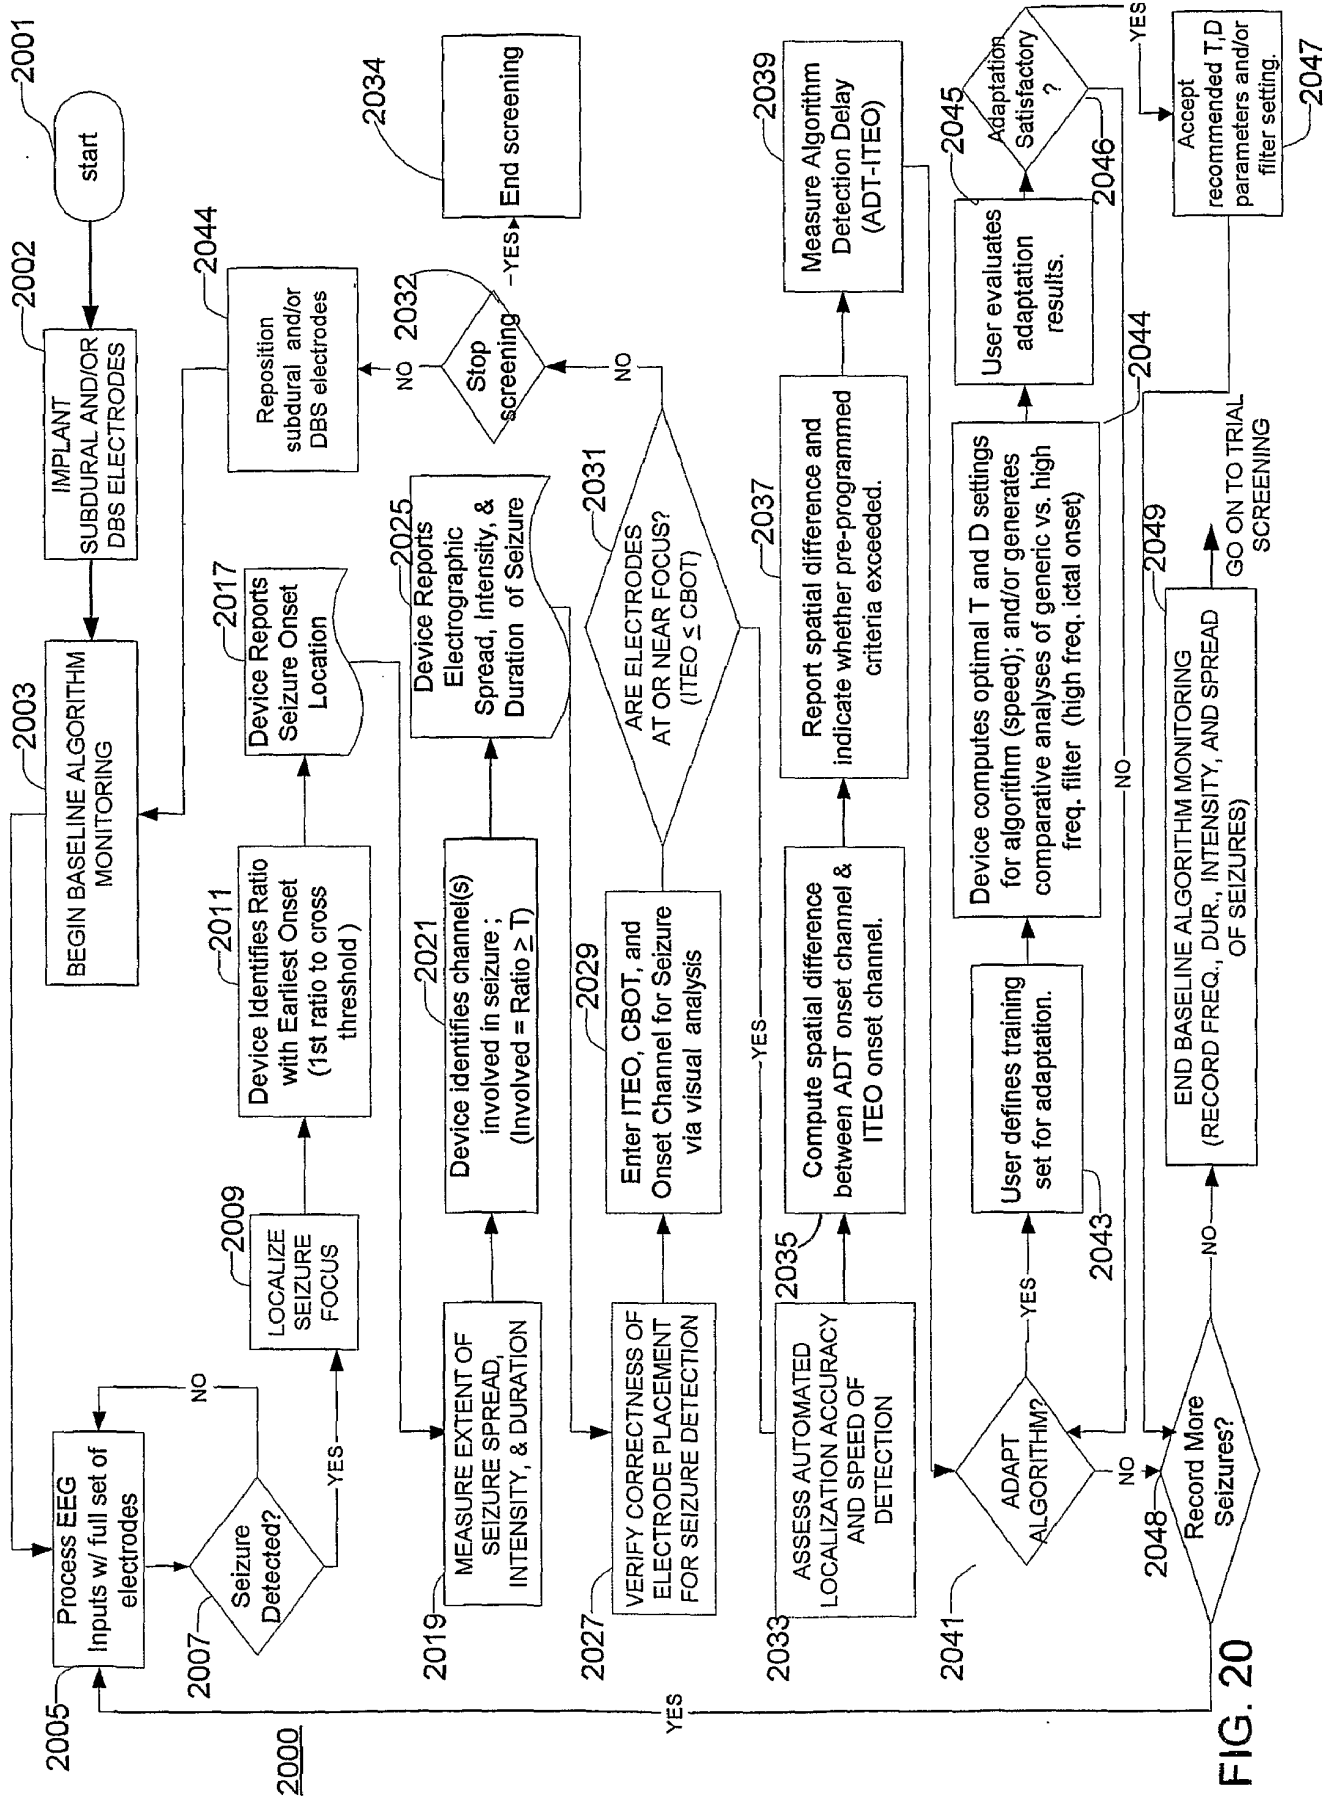 2001
start
2002
IMPLANT
SUBDURAL AND/OR
DBS ELECTRODES
2003
BEGIN BASELINE ALGORITHM
MONITORING
2005
Process EEG
Inputs w/ full set of
electrodes
2007
Seizure
Detected?
NO
YES
2009
LOCALIZE
SEIZURE
FOCUS
2011
Device Identifies Ratio
with Earliest Onset
(1st ratio to cross
threshold )
2017
Device Reports
Seizure Onset
Location
2044
Reposition
subdural and/or
DBS electrodes
2019
MEASURE EXTENT OF
SEIZURE SPREAD,
INTENSITY, & DURATION
2021
Device identifies channel(s)
involved in seizure ;
(Involved = Ratio ≥ T)
2025
Device Reports
Electrographic
Spread, Intensity, &
Duration of Seizure
NO
2032
Stop
screening
YES
2034
End screening
2027
VERIFY CORRECTNESS OF
ELECTRODE PLACEMENT
FOR SEIZURE DETECTION
2029
Enter ITEO, CBOT, and
Onset Channel for Seizure
via visual analysis
2031
ARE ELECTRODES
AT OR NEAR FOCUS?
(ITEO ≤ CBOT)
NO
YES
2033
ASSESS AUTOMATED
LOCALIZATION ACCURACY
AND SPEED OF
DETECTION
2035
Compute spatial difference
between ADT onset channel &
ITEO onset channel.
2037
Report spatial difference and
indicate whether pre-programmed
criteria exceeded.
2039
Measure Algorithm
Detection Delay
(ADT-ITEO)
2041
ADAPT
ALGORITHM?
YES
NO
2043
User defines training
set for adaptation.
2044
Device computes optimal T and D settings
for algorithm (speed); and/or generates
comparative analyses of generic vs. high
freq. filter (high freq. ictal onset)
2045
User evaluates
adaptation
results.
2046
Adaptation
Satisfactory
?
NO
YES
2047
Accept
recommended T,D
parameters and/or
filter setting.
2048
Record More
Seizures?
YES
NO
2049
END BASELINE ALGORITHM MONITORING
(RECORD FREQ., DUR., INTENSITY, AND SPREAD
OF SEIZURES)
GO ON TO TRIAL
SCREENING
2000
FIG. 20